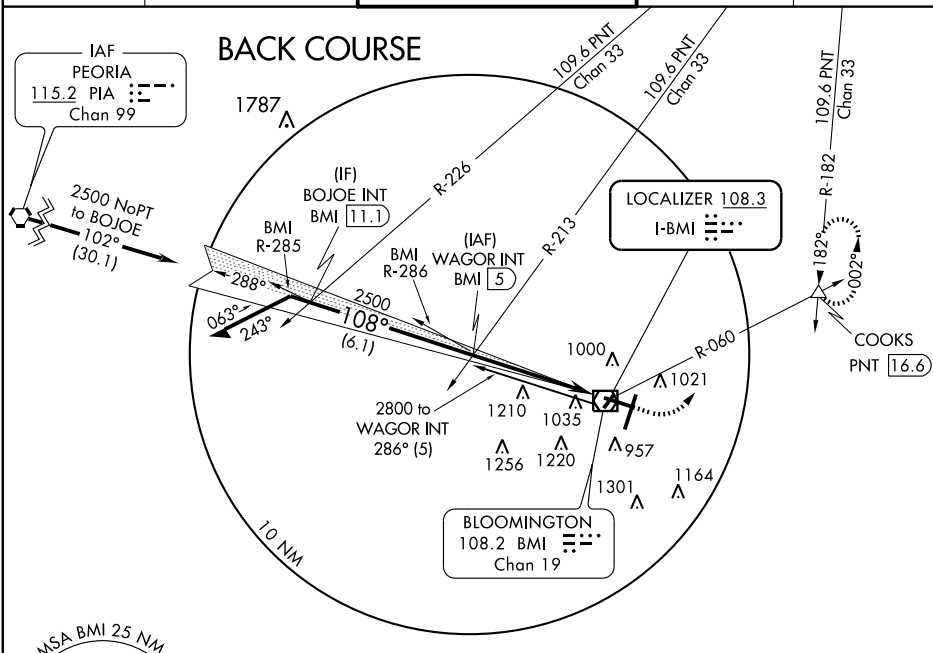 BACK COURSE
IAF
PEORIA
115.2 PIA
Chan 99
1787
109.6 PNT
Chan 33
109.6 PNT
Chan 33
109.6 PNT
Chan 33
R-226
R-213
R-182
(IF)
BOJOE INT
BMI 11.1
LOCALIZER 108.3
I-BMI
2500 NoPT
to BOJOE
102°
(30.1)
BMI
R-285
BMI
R-286
(IAF)
WAGOR INT
BMI 5
182°
002°
288°
2500
108°
(6.1)
063°
243°
R-060
COOKS
PNT 16.6
1000
1021
2800 to
WAGOR INT
286° (5)
1210
1035
1256
1220
957
1301
1164
BLOOMINGTON
108.2 BMI
Chan 19
10 NM
MSA BMI 25 NM